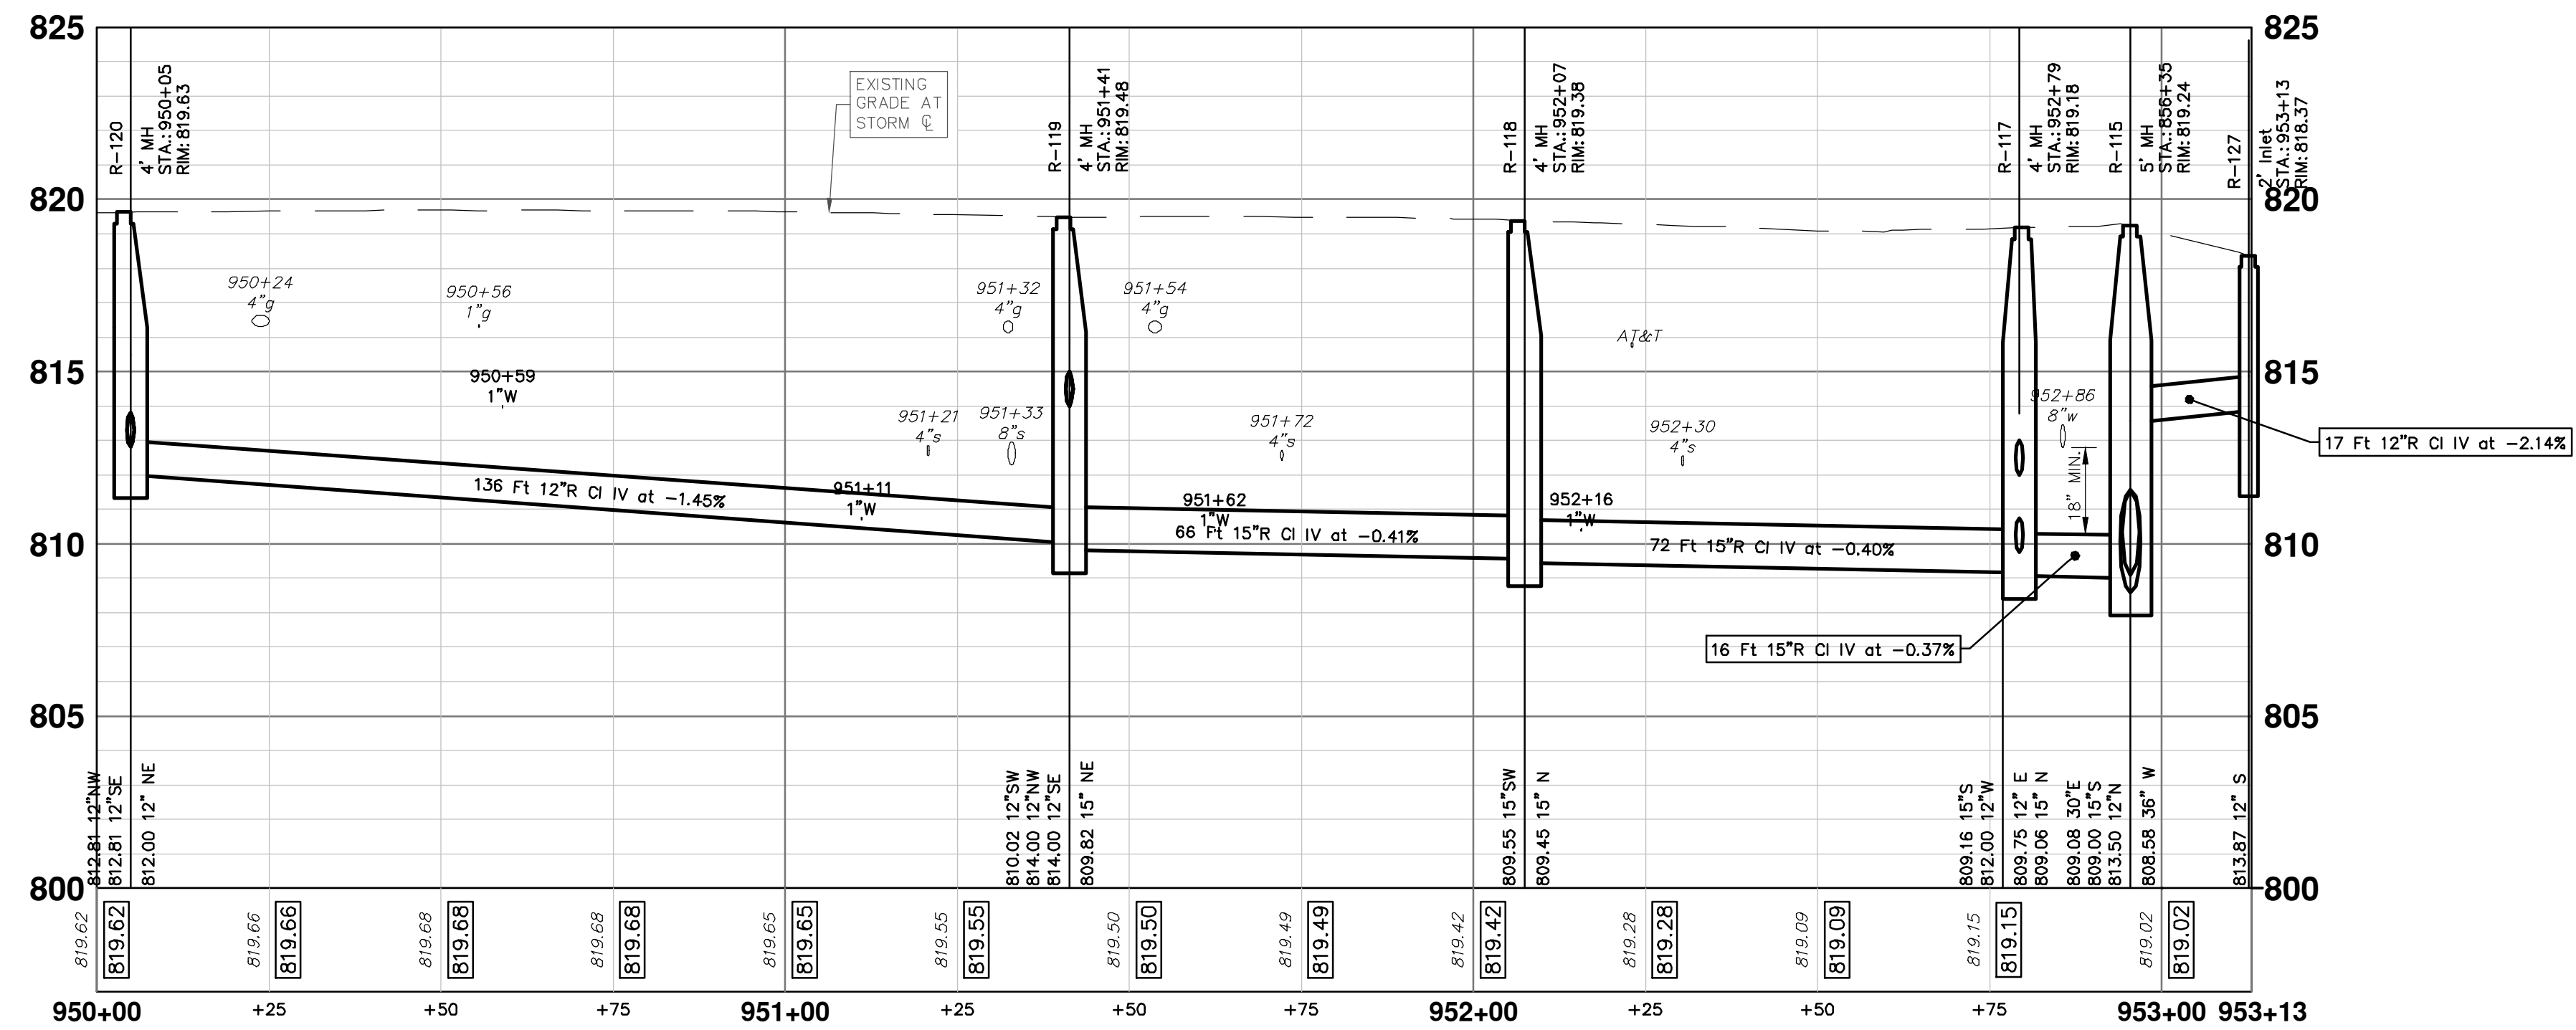 825
825
R-120
4' MH
STA.:950+05
RIM:819.63
EXISTING
GRADE AT
STORM ℄
R-119
4' MH
STA.:951+41
RIM:819.48
R-118
4' MH
STA.:952+07
RIM:819.38
R-117
4' MH
STA.:952+79
RIM:819.18
R-115
5' MH
STA.:856+35
RIM:819.24
R-127
2' Inlet
STA.:953+13
RIM:818.37
820
820
950+24
4"g
950+56
1"g
951+32
4"g
951+54
4"g
AT&T
815
815
950+59
1"W
951+21
4"s
951+33
8"s
951+72
4"s
952+30
4"s
952+86
8"w
18" MIN.
17 Ft 12"R CI IV at -2.14%
136 Ft 12"R CI IV at -1.45%
951+11
1"W
951+62
1"W
66 Ft 15"R CI IV at -0.41%
952+16
1"W
72 Ft 15"R CI IV at -0.40%
810
810
16 Ft 15"R CI IV at -0.37%
805
805
812.81 12"NW
812.81 12"SE
812.00 12" NE
810.02 12"SW
814.00 12"NW
814.00 12"SE
809.82 15" NE
809.55 15"SW
809.45 15" N
809.16 15"S
812.00 12"W
809.75 12" E
809.06 15" N
809.08 30"E
809.00 15"S
813.50 12"N
808.58 36" W
813.87 12" S
800
800
819.62
819.62
819.66
819.66
819.68
819.68
819.68
819.68
819.65
819.65
819.55
819.55
819.50
819.50
819.49
819.49
819.42
819.42
819.28
819.28
819.09
819.09
819.15
819.15
819.02
819.02
950+00
+25
+50
+75
951+00
+25
+50
+75
952+00
+25
+50
+75
953+00
953+13